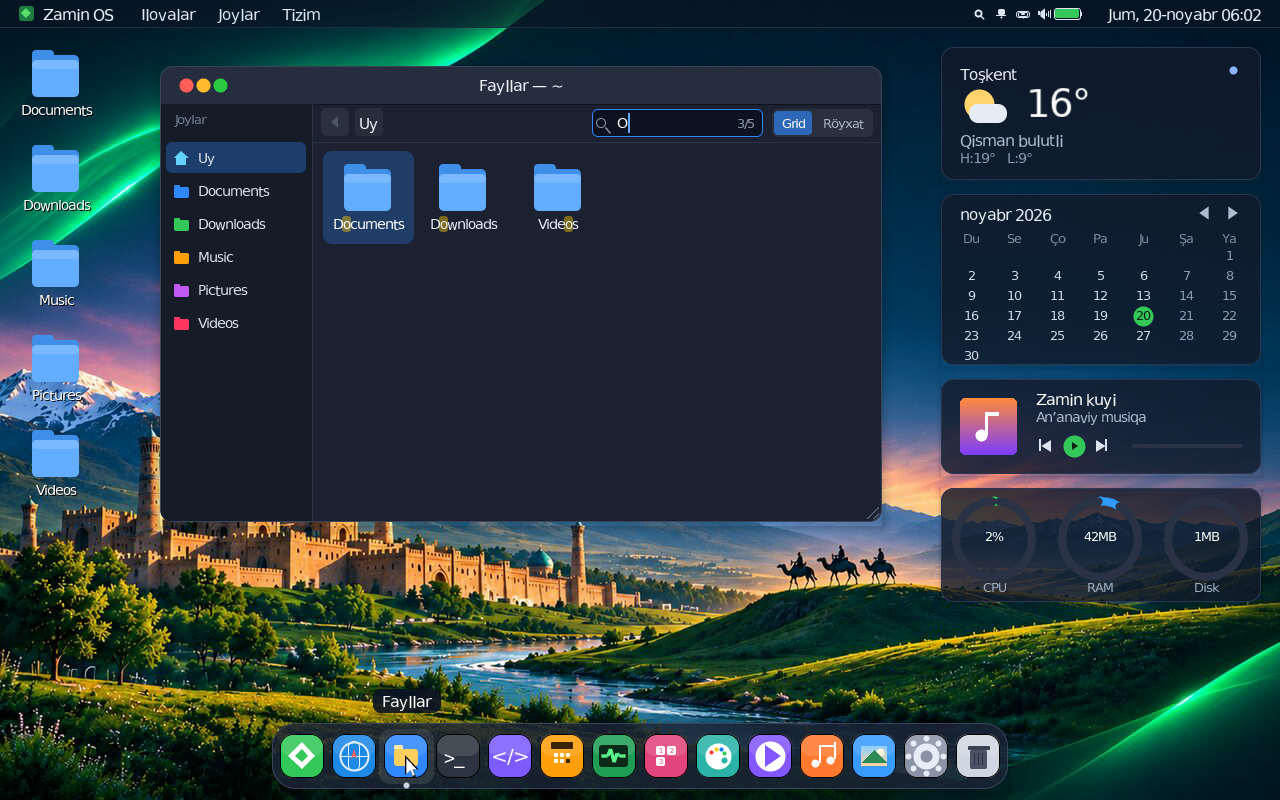 Zamin OS Ilovalar Joylar Tizim Jum, 20-noyabr 06:02
Documents
Downloads
Music
Pictures
Videos
Fayllar — ~
Joylar
Uy
Documents
Downloads
Music
Pictures
Videos
Uy O 3/5 Grid Röyxat
Documents Downloads Videos
Toşkent
16°
Qisman bulutli
H:19° L:9°
noyabr 2026
Du Se Ço Pa Ju Şa Ya
1
2 3 4 5 6 7 8
9 10 11 12 13 14 15
16 17 18 19 20 21 22
23 24 25 26 27 28 29
30
Zamin kuyi
An’anaviy musiqa
2% 42MB 1MB
CPU RAM Disk
Fayllar
>_ </> 1 2
3